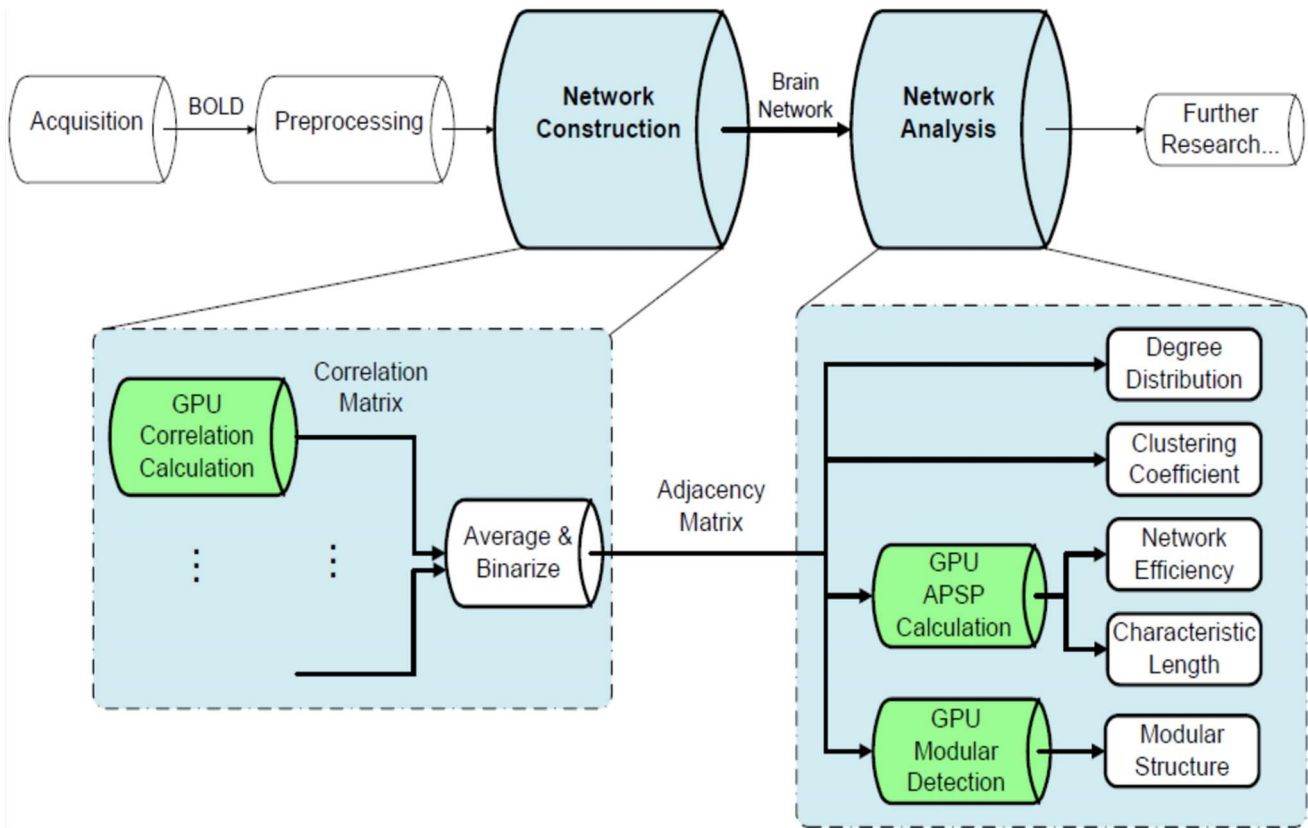 Acquisition
BOLD
Preprocessing
Network
Construction
Brain
Network
Network
Analysis
Further
Research...
GPU
Correlation
Calculation
Correlation
Matrix
⋮
⋮
Average &
Binarize
Adjacency
Matrix
Degree
Distribution
Clustering
Coefficient
GPU
APSP
Calculation
Network
Efficiency
Characteristic
Length
GPU
Modular
Detection
Modular
Structure